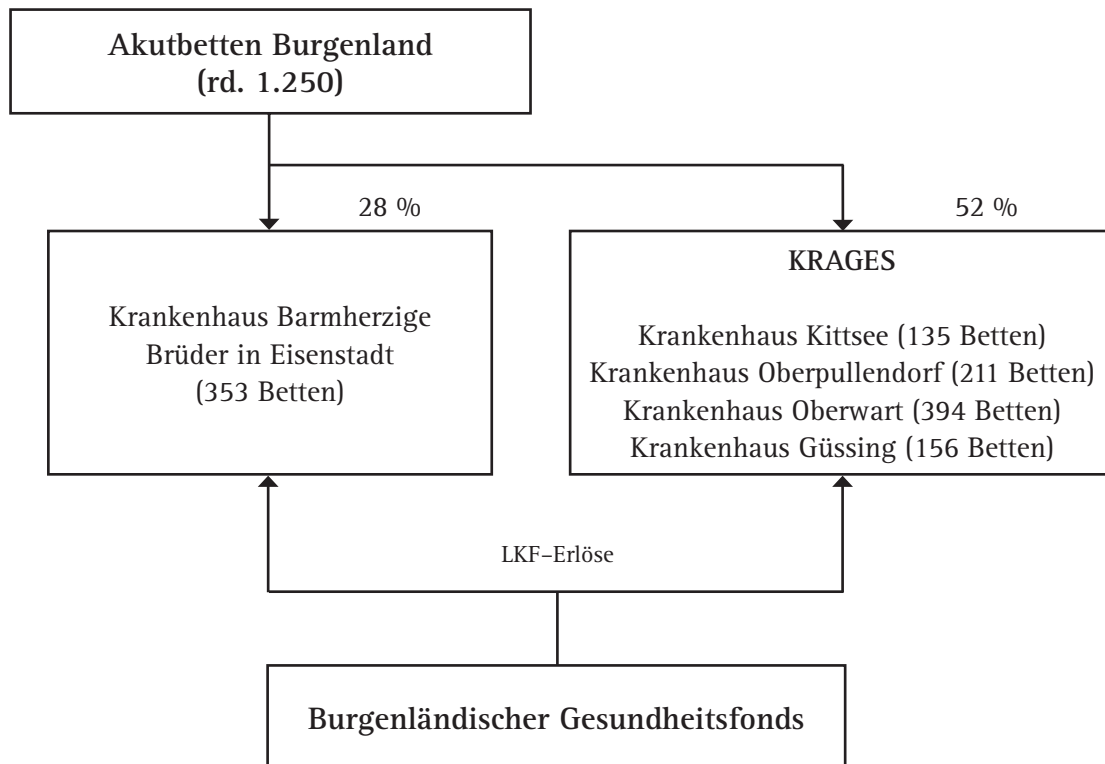 Akutbetten Burgenland
(rd. 1.250)
28 %
52 %
Krankenhaus Barmherzige
Brüder in Eisenstadt
(353 Betten)
KRAGES
Krankenhaus Kittsee (135 Betten)
Krankenhaus Oberpullendorf (211 Betten)
Krankenhaus Oberwart (394 Betten)
Krankenhaus Güssing (156 Betten)
LKF–Erlöse
Burgenländischer Gesundheitsfonds